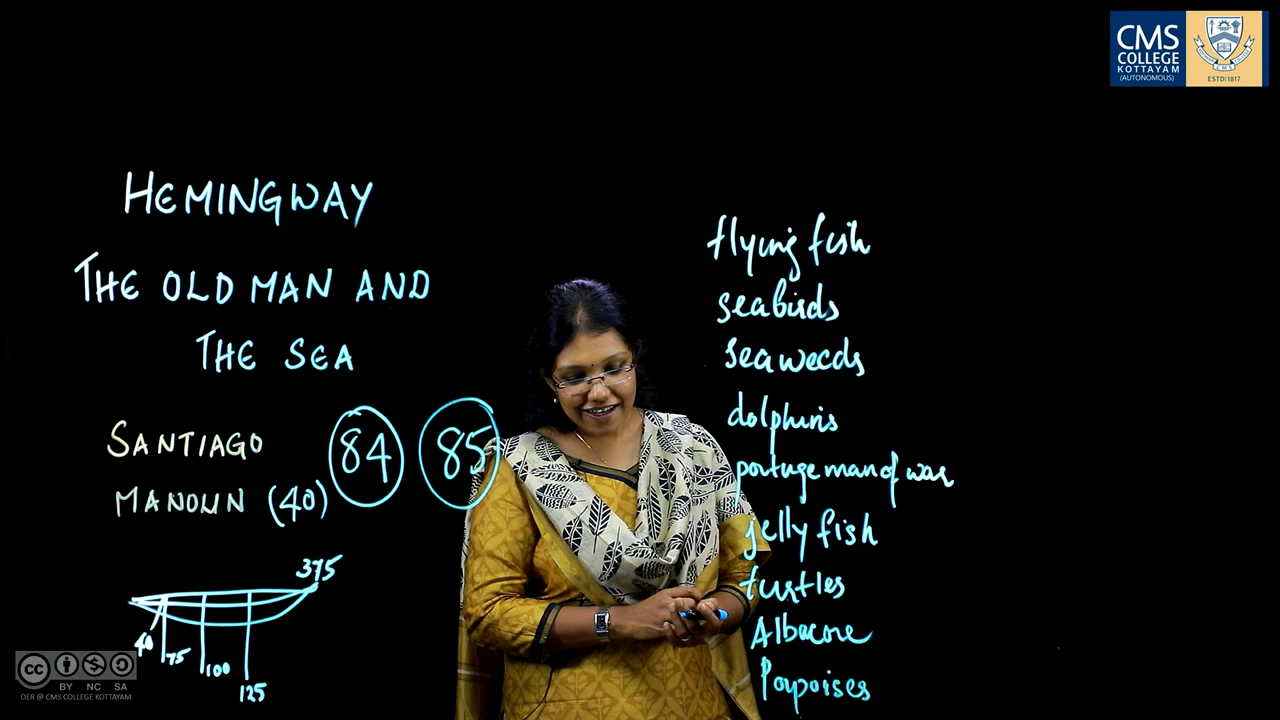 CMS
COLLEGE
KOTTAYAM
(AUTONOMOUS)
CMS
ESTD:1817
HEMINGWAY
THE OLD MAN AND
THE SEA
SANTIAGO 84 85
MANOLIN (40)
375
40 75 100 125
flying fish
seabirds
seaweeds
dolphins
portuge man of war
jelly fish
turtles
Albacore
Porpoises
cc BY NC SA
OER @ CMS COLLEGE KOTTAYAM